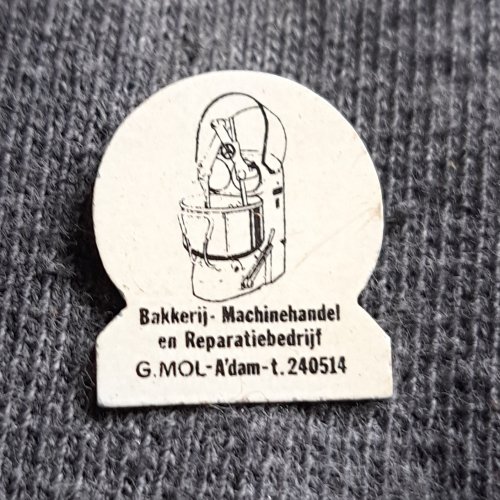 Bakkerij - Machinehandel
en Reparatiebedrijf
G.MOL - A'dam - t. 240514